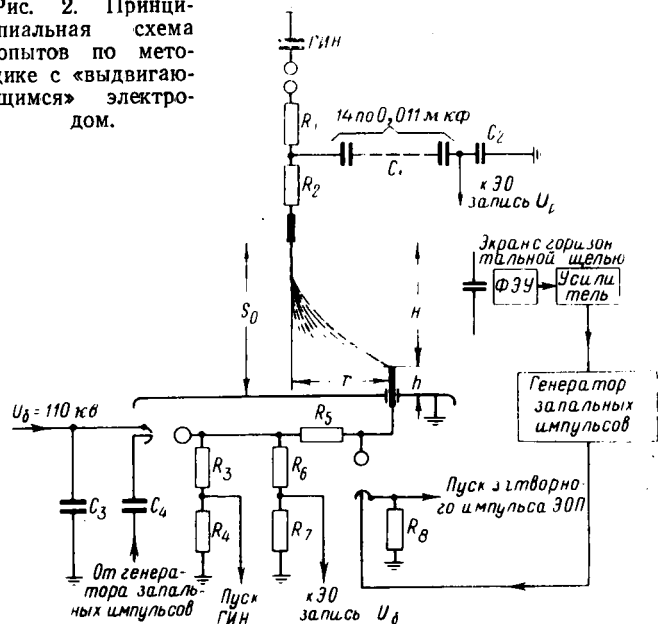 Рис. 2. Принци-
пиальная схема
опытов по мето-
дике с «выдвигаю-
щимся» электро-
дом.
ГИН
R₁
14 по 0,011 мкф
C₂
C₁
R₂
к ЭО
запись U₁
Экран с горизон
тальной щелью
ФЭУ
Усили
тель
S₀
H
r
h
Генератор
запальных
импульсов
U₈ = 110 кв
R₅
R₃
R₆
C₃
C₄
R₄
R₇
R₈
Пуск затворно-
го импульса ЭОП
От генера-
тора запаль-
ных импульсов
Пуск
ГИН
к ЭО
запись U₈